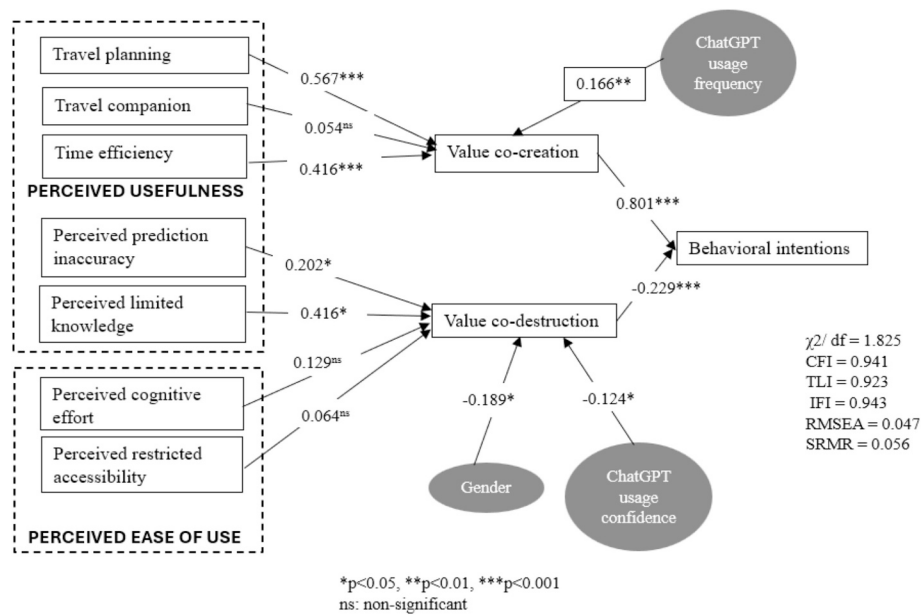 Travel planning
0.567***
Travel companion
0.054ns
Time efficiency
0.416***
PERCEIVED USEFULNESS
Perceived prediction
inaccuracy
0.202*
Perceived limited
knowledge
0.416*
0.129ns
Perceived cognitive
effort
0.064ns
Perceived restricted
accessibility
PERCEIVED EASE OF USE
ChatGPT
usage
frequency
0.166**
Value co-creation
0.801***
Behavioral intentions
-0.229***
Value co-destruction
-0.189*
-0.124*
Gender
ChatGPT
usage
confidence
χ2/ df = 1.825
CFI = 0.941
TLI = 0.923
IFI = 0.943
RMSEA = 0.047
SRMR = 0.056
*p<0.05, **p<0.01, ***p<0.001
ns: non-significant